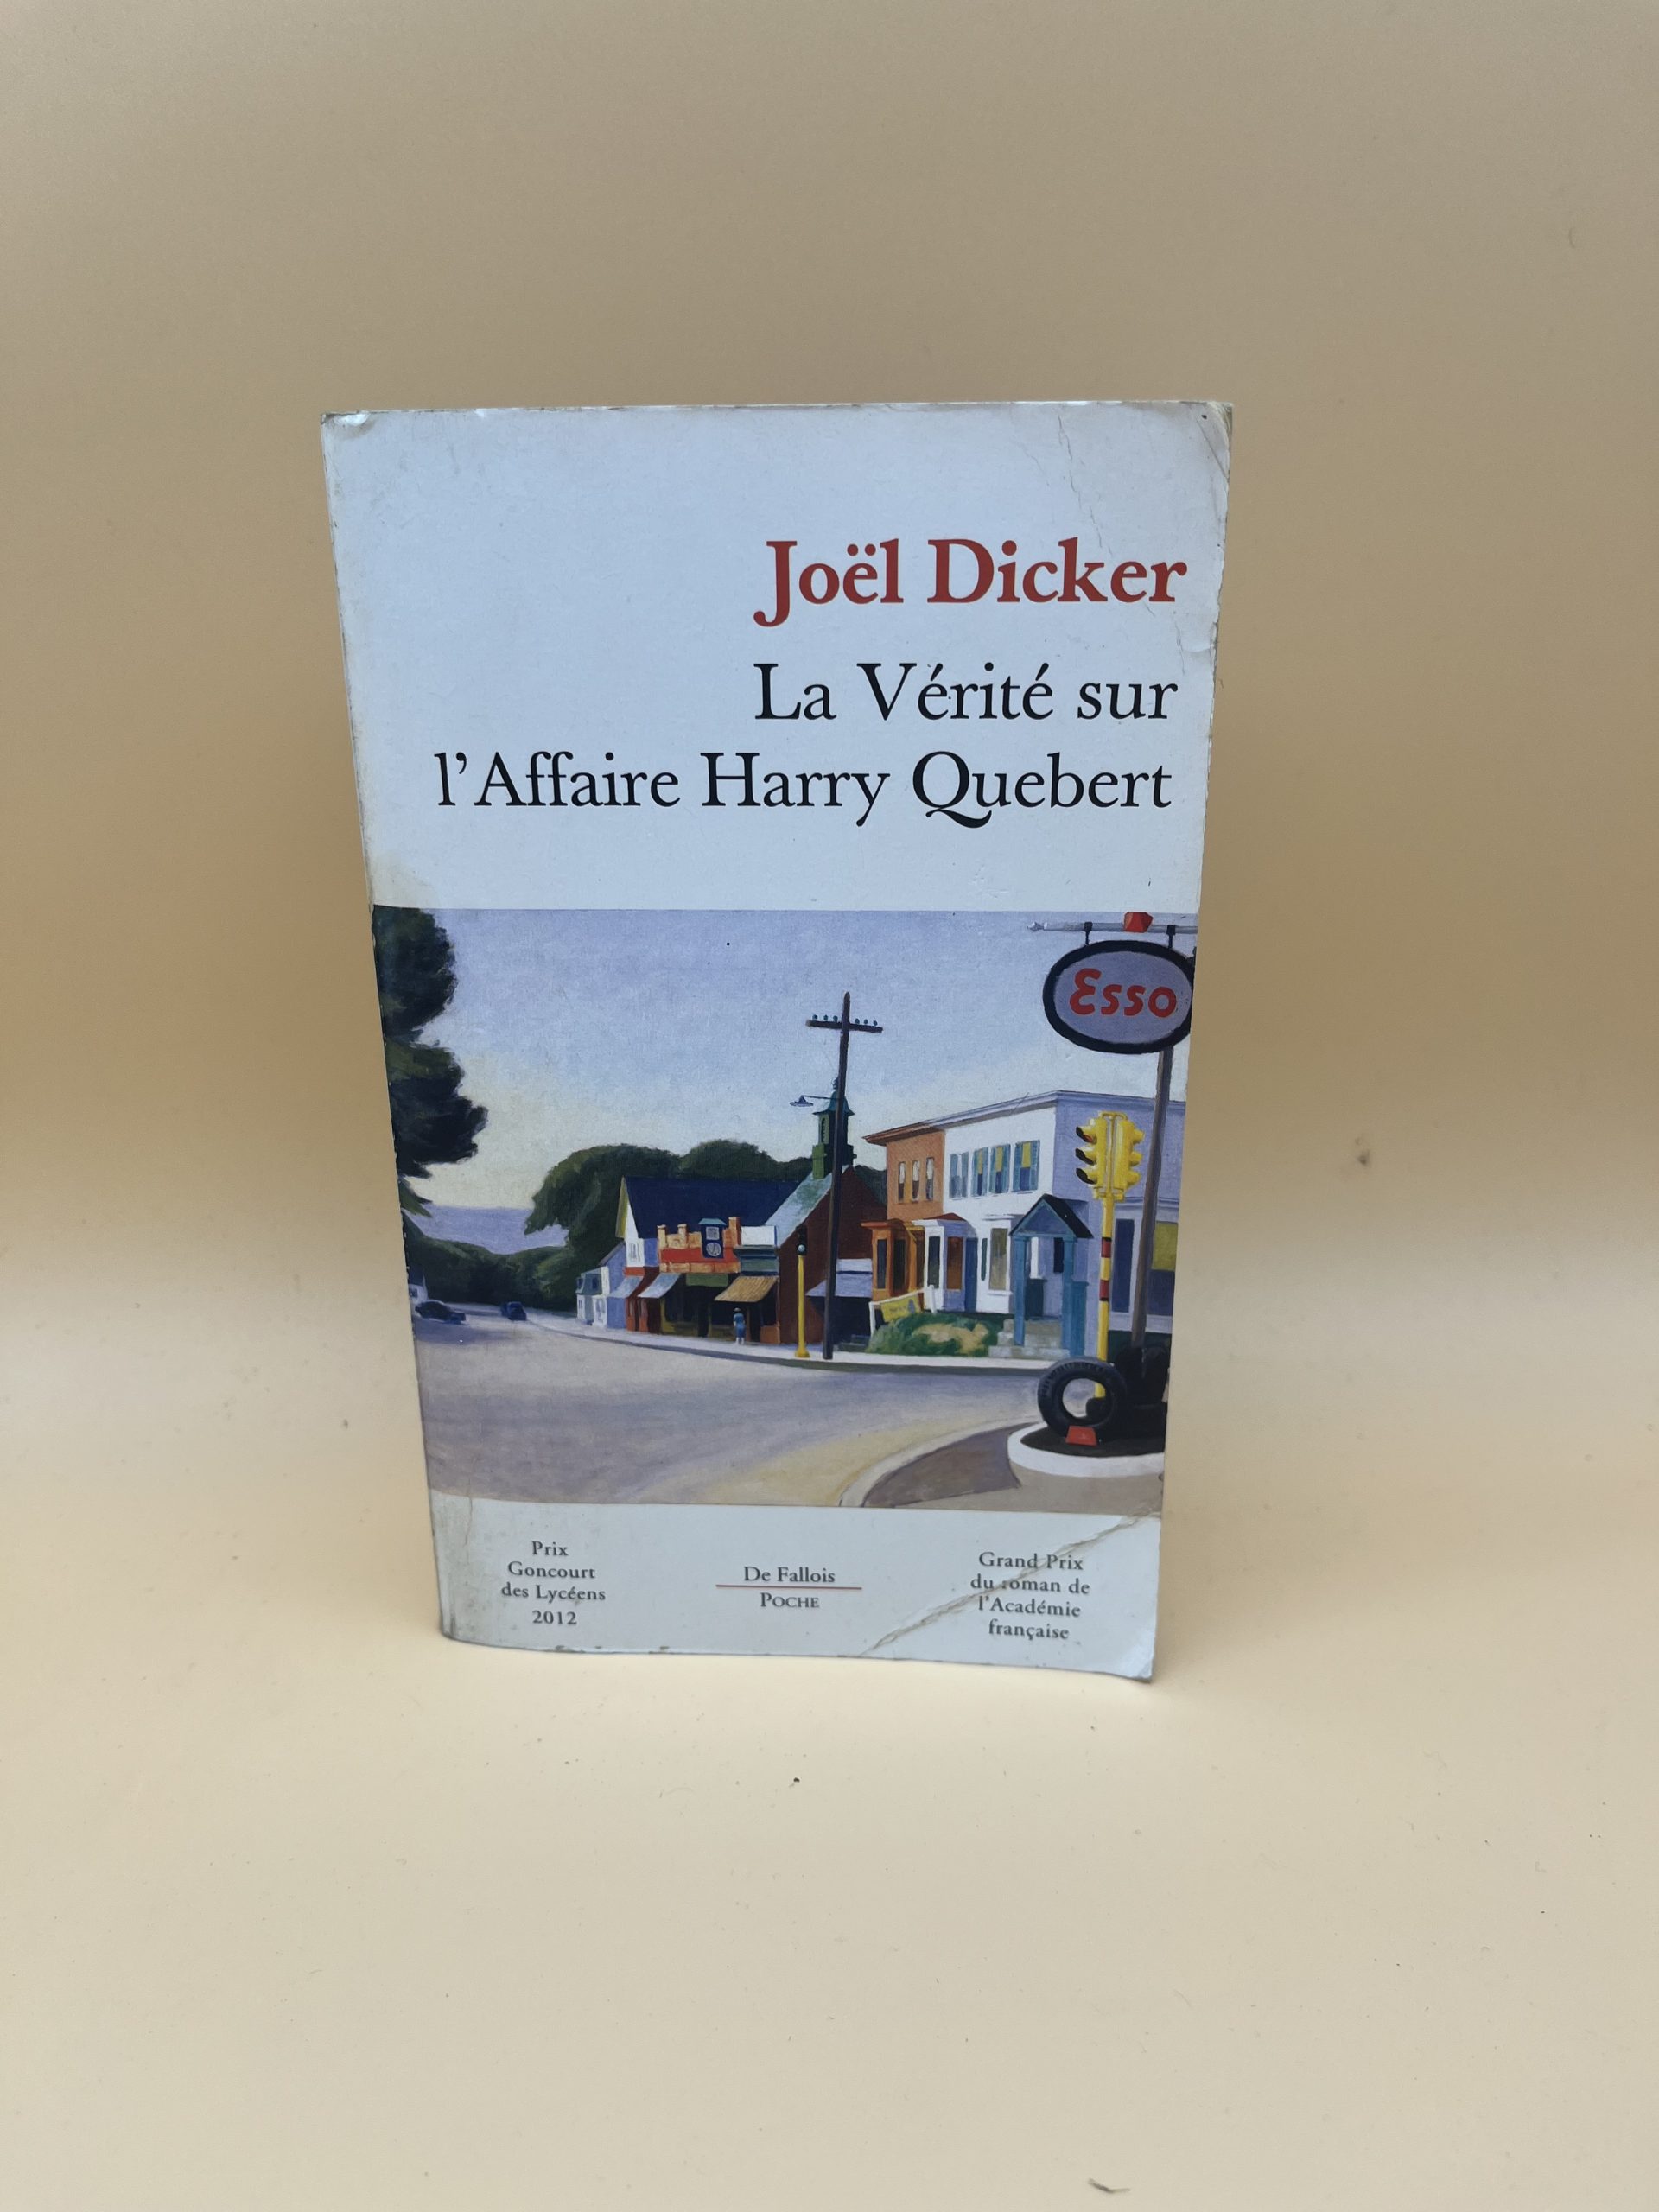 Joël Dicker
La Vérité sur
l'Affaire Harry Quebert
Esso
Prix
Goncourt
des Lycéens
2012
De Fallois
POCHE
Grand Prix
du roman de
l'Académie
française